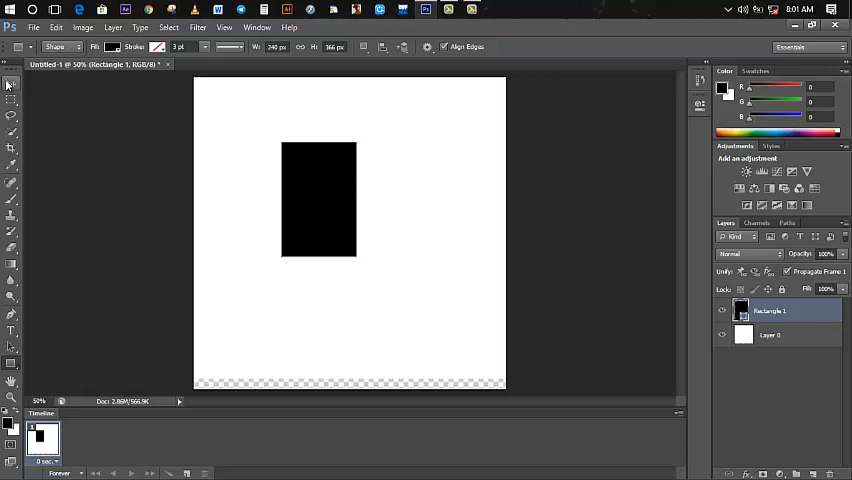 8:01 AM
Ps File Edit Image Layer Type Select Filter View Window Help
Shape Fill: Stroke: 3 pt W: 240 px H: 366 px Align Edges Essentials
Untitled-1 @ 50% (Rectangle 1, RGB/8) * ×
Color Swatches
R 0
G 0
B 0
Adjustments Styles
Add an adjustment
Layers Channels Paths
Kind
Normal Opacity: 100%
Unify: Propagate Frame 1
Lock: Fill: 100%
Rectangle 1
Layer 0
50% Doc: 2.86M/566.9K
Timeline
1
0 sec.
Forever
fx